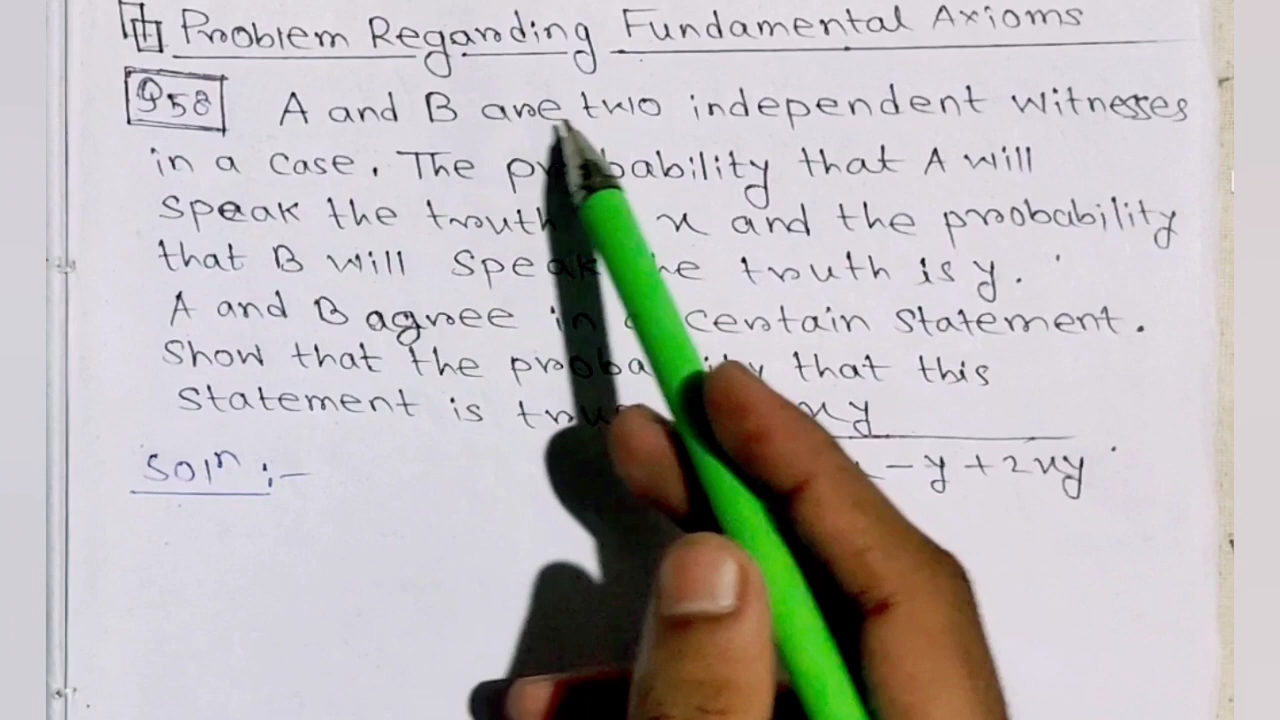 Problem Regarding Fundamental Axioms
Q58 A and B are two independent witnesses
in a case. The probability that A will
speak the truth x and the probability
that B will speak the truth is y.
A and B agree in a certain statement.
Show that the probability that this
statement is xy
- y + 2xy
Solⁿ :-